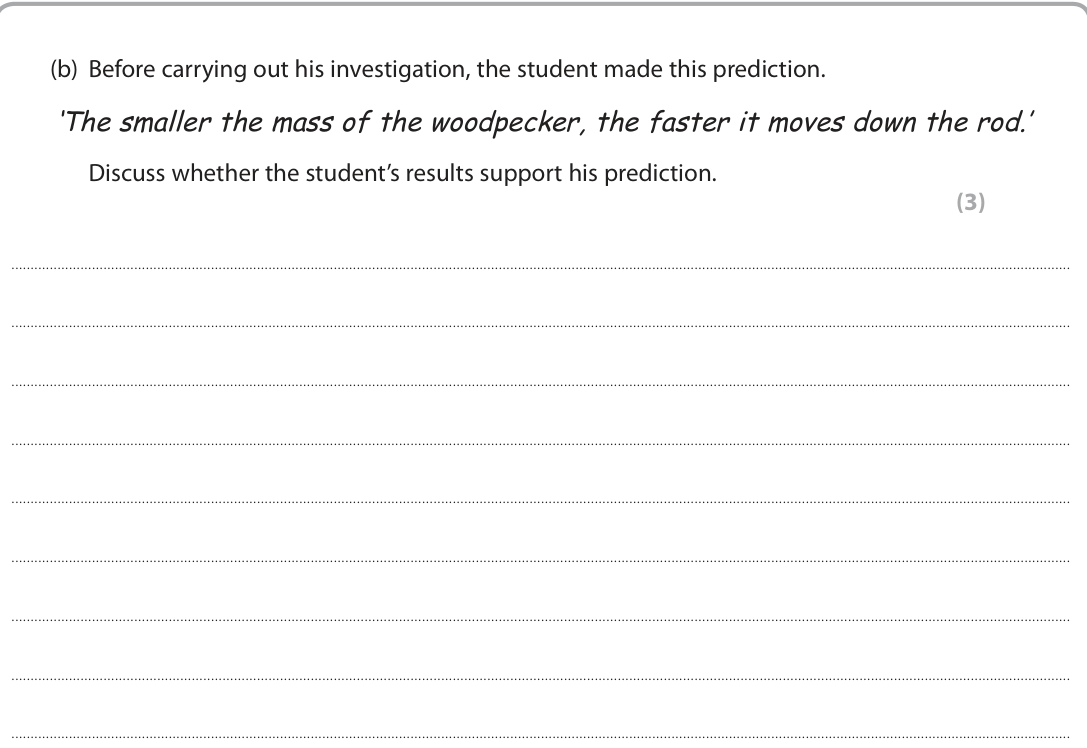 (b) Before carrying out his investigation, the student made this prediction.
‘The smaller the mass of the woodpecker, the faster it moves down the rod.’
Discuss whether the student’s results support his prediction.
(3)